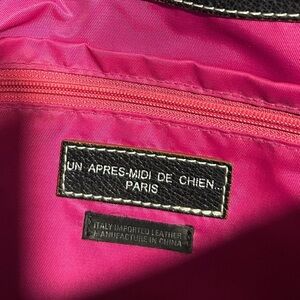 UN APRES-MIDI DE CHIEN...
PARIS
ITALY IMPORTED LEATHER
MANUFACTURE IN CHINA